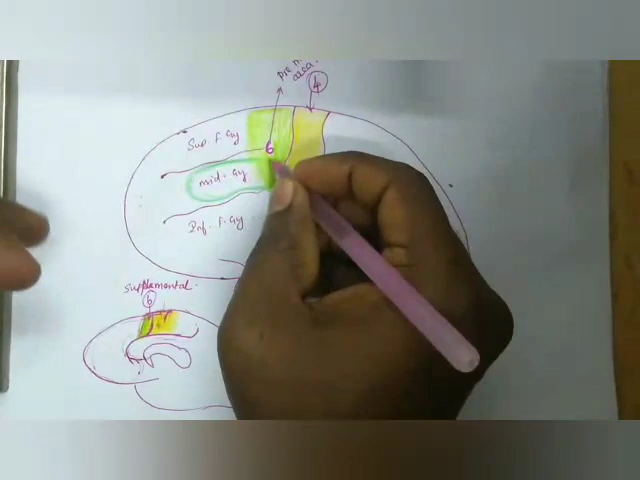 Pre m.
area.
4
Sup F. Gy
6
mid. Gy
Inf. F. Gy
Supplemental.
6